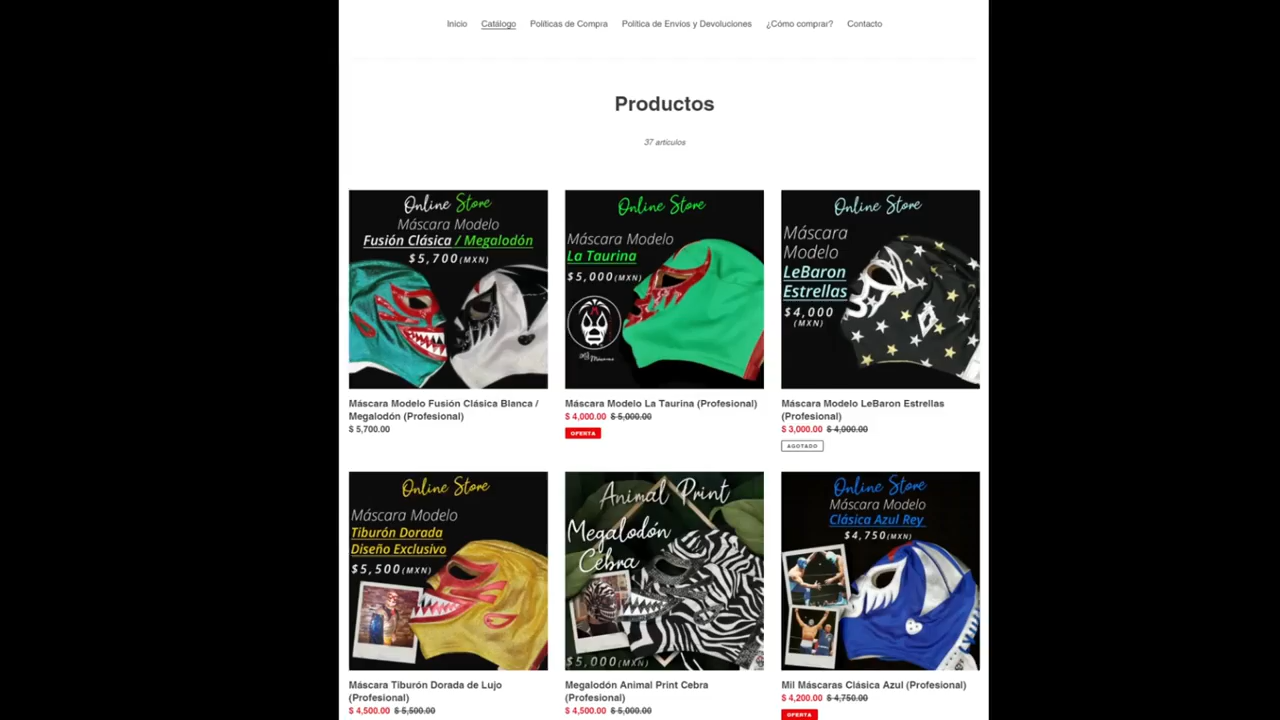 Inicio Catálogo Políticas de Compra Política de Envios y Devoluciones ¿Cómo comprar? Contacto
Productos
37 artículos
Online Store
Máscara Modelo
Fusión Clásica / Megalodón
$5,700(MXN)
Online Store
Máscara Modelo
La Taurina
$5,000(MXN)
Online Store
Máscara
Modelo
LeBaron
Estrellas
$4,000
(MXN)
Máscara Modelo Fusión Clásica Blanca /
Megalodón (Profesional)
$ 5,700.00
Máscara Modelo La Taurina (Profesional)
$ 4,000.00 $ 5,000.00
OFERTA
Máscara Modelo LeBaron Estrellas
(Profesional)
$ 3,000.00 $ 4,000.00
AGOTADO
Online Store
Máscara Modelo
Tiburón Dorada
Diseño Exclusivo
$5,500(MXN)
Animal Print
Megalodón
Cebra
$5,000(MXN)
Online Store
Máscara Modelo
Clásica Azul Rey
$4,750(MXN)
Máscara Tiburón Dorada de Lujo
(Profesional)
$ 4,500.00 $ 5,500.00
Megalodón Animal Print Cebra
(Profesional)
$ 4,500.00 $ 5,000.00
Mil Máscaras Clásica Azul (Profesional)
$ 4,200.00 $ 4,750.00
OFERTA